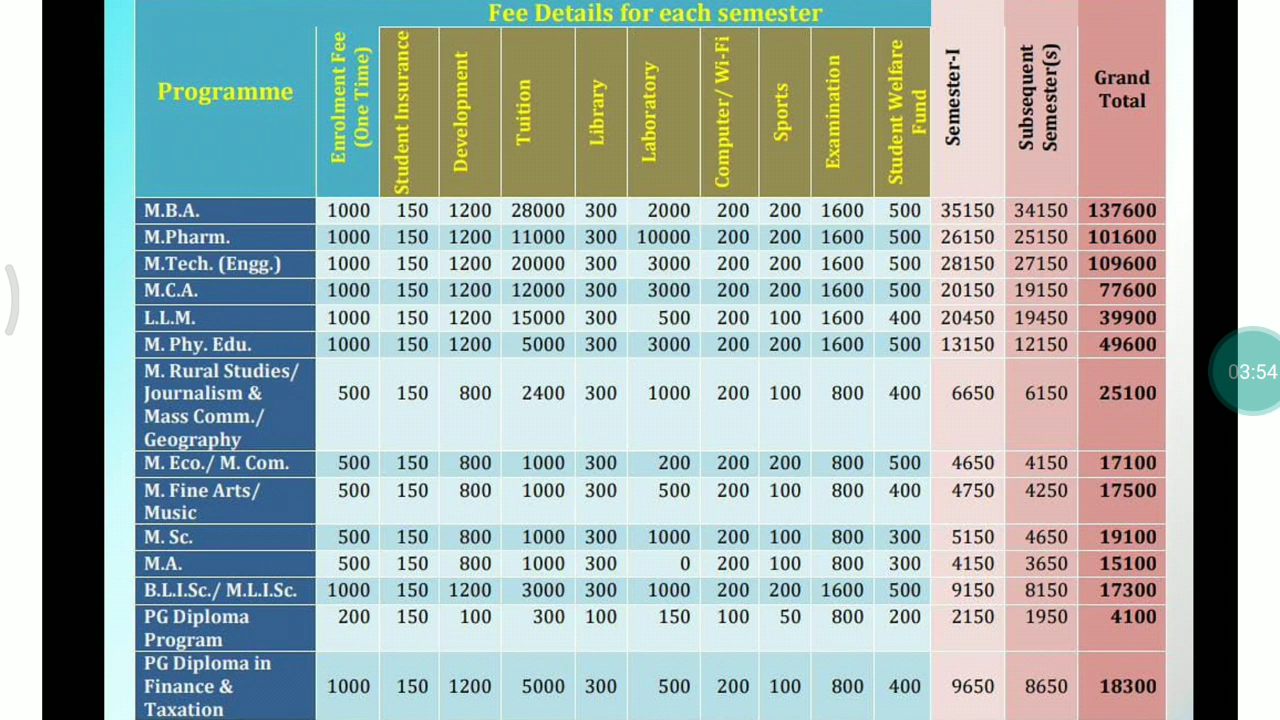 Fee Details for each semester
Programme Enrolment Fee (One Time) Student Insurance Development Tuition Library Laboratory Computer/ Wi-Fi Sports Examination Student Welfare Fund Semester-I Subsequent Semester(s) Grand Total
M.B.A. 1000 150 1200 28000 300 2000 200 200 1600 500 35150 34150 137600
M.Pharm. 1000 150 1200 11000 300 10000 200 200 1600 500 26150 25150 101600
M.Tech. (Engg.) 1000 150 1200 20000 300 3000 200 200 1600 500 28150 27150 109600
M.C.A. 1000 150 1200 12000 300 3000 200 200 1600 500 20150 19150 77600
L.L.M. 1000 150 1200 15000 300 500 200 100 1600 400 20450 19450 39900
M. Phy. Edu. 1000 150 1200 5000 300 3000 200 200 1600 500 13150 12150 49600
M. Rural Studies/
Journalism & 500 150 800 2400 300 1000 200 100 800 400 6650 6150 25100
Mass Comm./
Geography
M. Eco./ M. Com. 500 150 800 1000 300 200 200 200 800 500 4650 4150 17100
M. Fine Arts/ 500 150 800 1000 300 500 200 100 800 400 4750 4250 17500
Music
M. Sc. 500 150 800 1000 300 1000 200 100 800 300 5150 4650 19100
M.A. 500 150 800 1000 300 0 200 100 800 300 4150 3650 15100
B.L.I.Sc./ M.L.I.Sc. 1000 150 1200 3000 300 1000 200 200 1600 500 9150 8150 17300
PG Diploma 200 150 100 300 100 150 100 50 800 200 2150 1950 4100
Program
PG Diploma in
Finance & 1000 150 1200 5000 300 500 200 100 800 400 9650 8650 18300
Taxation
03:54